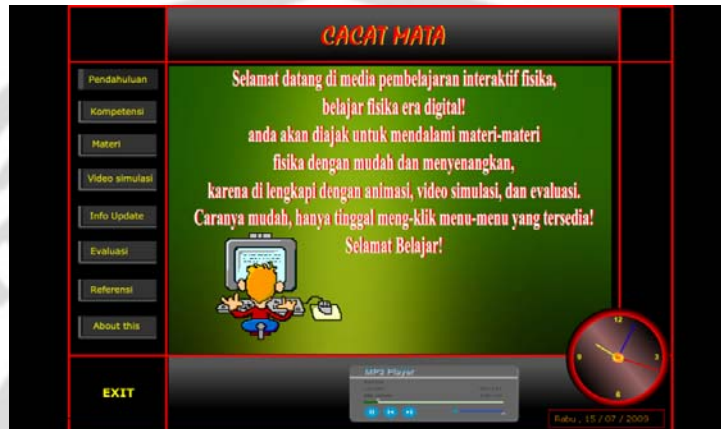 CACAT MATA
Pendahuluan
Kompetensi
Materi
Video simulasi
Info Update
Evaluasi
Referensi
About this
EXIT
Selamat datang di media pembelajaran interaktif fisika,
belajar fisika era digital!
anda akan diajak untuk mendalami materi-materi
fisika dengan mudah dan menyenangkan,
karena di lengkapi dengan animasi, video simulasi, dan evaluasi.
Caranya mudah, hanya tinggal meng-klik menu-menu yang tersedia!
Selamat Belajar!
MP3 Player
12
3
6
9
Rabu , 15 / 07 / 2009